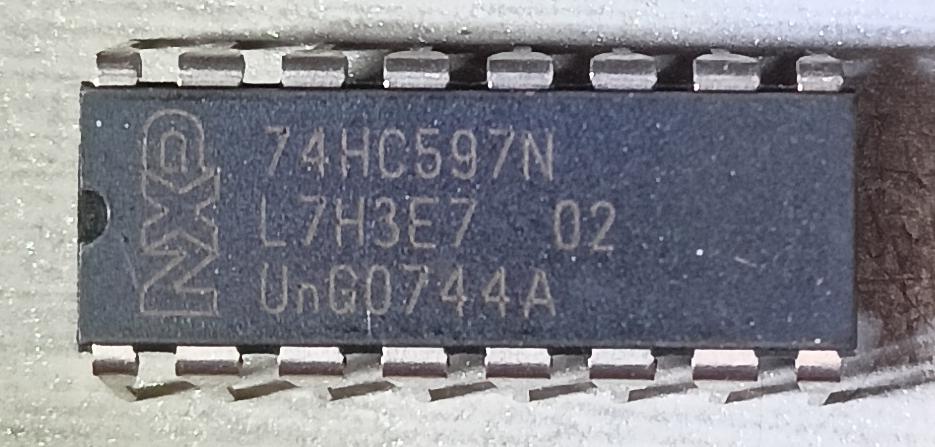 NXP
74HC597N
L7H3E7 02
UnG0744A